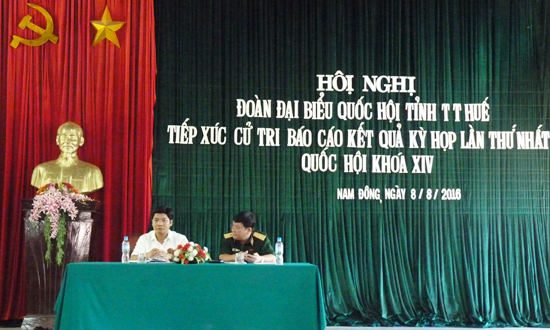 HỘI NGHỊ
ĐOÀN ĐẠI BIỂU QUỐC HỘI TỈNH T T HUẾ
TIẾP XÚC CỬ TRI BÁO CÁO KẾT QUẢ KỲ HỌP LẦN THỨ NHẤT
QUỐC HỘI KHÓA XIV
NAM ĐÔNG, NGÀY 8/8/2016